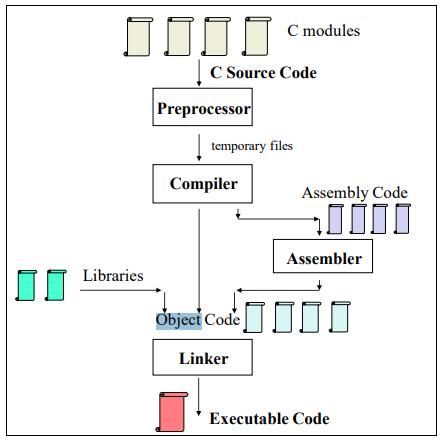 C modules
C Source Code
Preprocessor
temporary files
Compiler
Assembly Code
Assembler
Libraries
Object Code
Linker
Executable Code